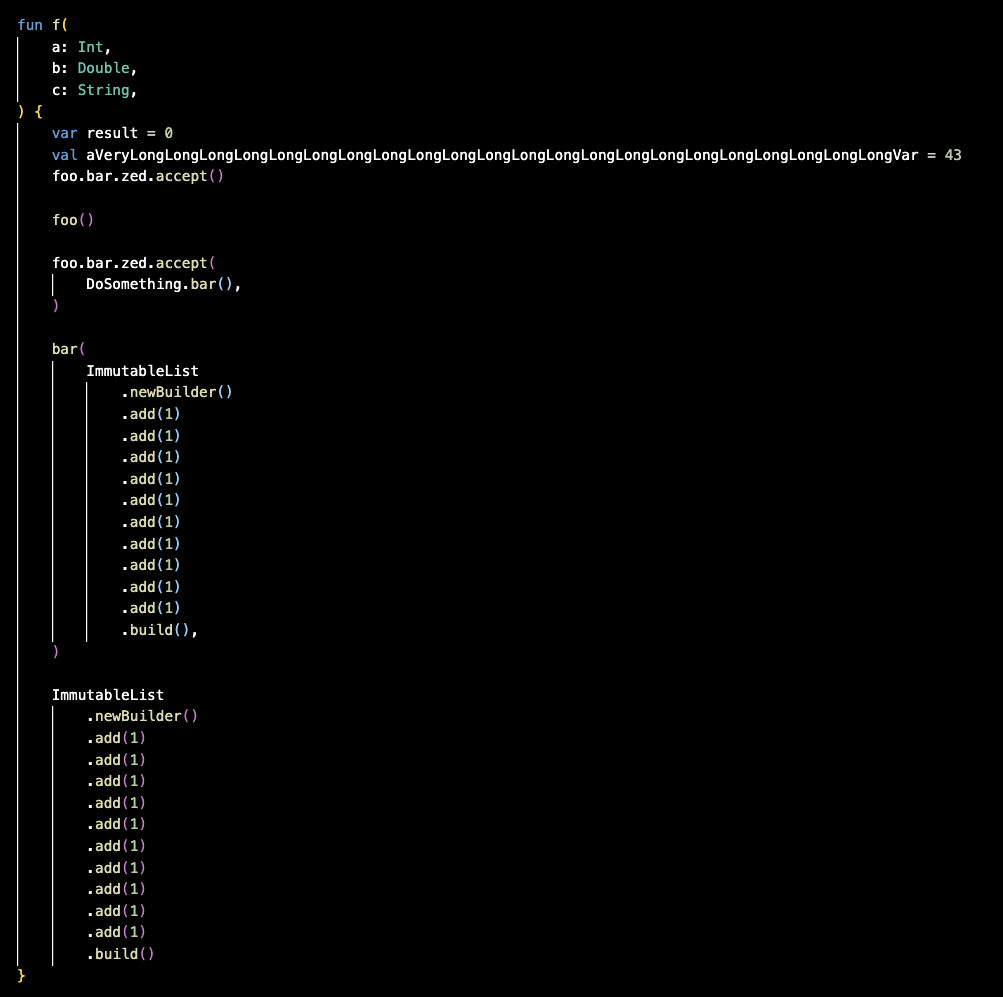 fun f(
    a: Int,
    b: Double,
    c: String,
) {
    var result = 0
    val aVeryLongLongLongLongLongLongLongLongLongLongLongLongLongLongLongLongLongLongLongLongLongLongVar = 43
    foo.bar.zed.accept()

    foo()

    foo.bar.zed.accept(
        DoSomething.bar(),
    )

    bar(
        ImmutableList
            .newBuilder()
            .add(1)
            .add(1)
            .add(1)
            .add(1)
            .add(1)
            .add(1)
            .add(1)
            .add(1)
            .add(1)
            .add(1)
            .build(),
    )

    ImmutableList
        .newBuilder()
        .add(1)
        .add(1)
        .add(1)
        .add(1)
        .add(1)
        .add(1)
        .add(1)
        .add(1)
        .add(1)
        .add(1)
        .build()
}